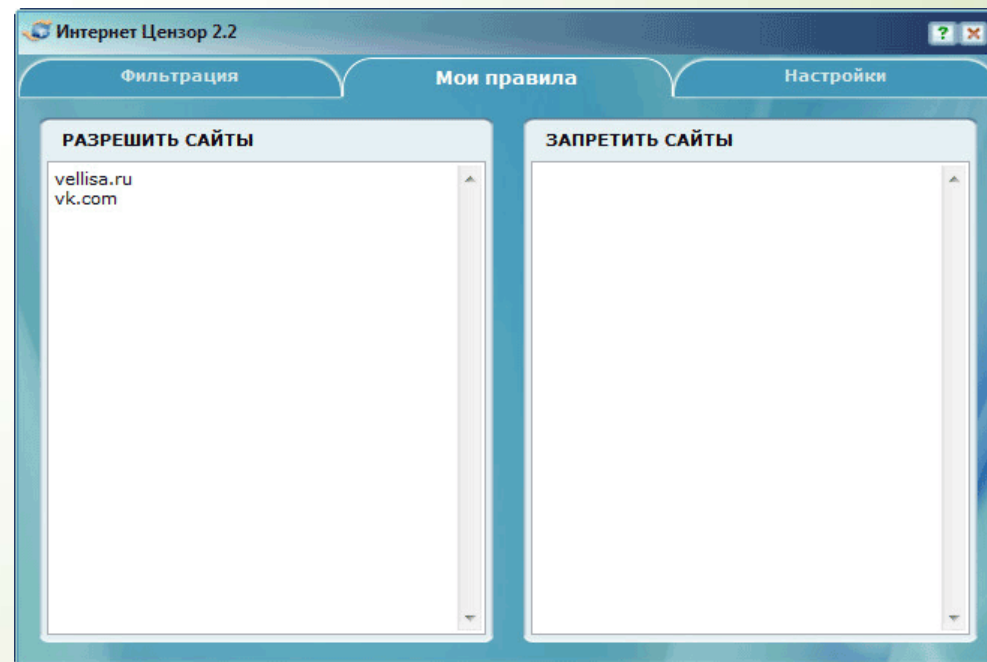 Интернет Цензор 2.2
Фильтрация
Мои правила
Настройки
РАЗРЕШИТЬ САЙТЫ
vellisa.ru
vk.com
ЗАПРЕТИТЬ САЙТЫ